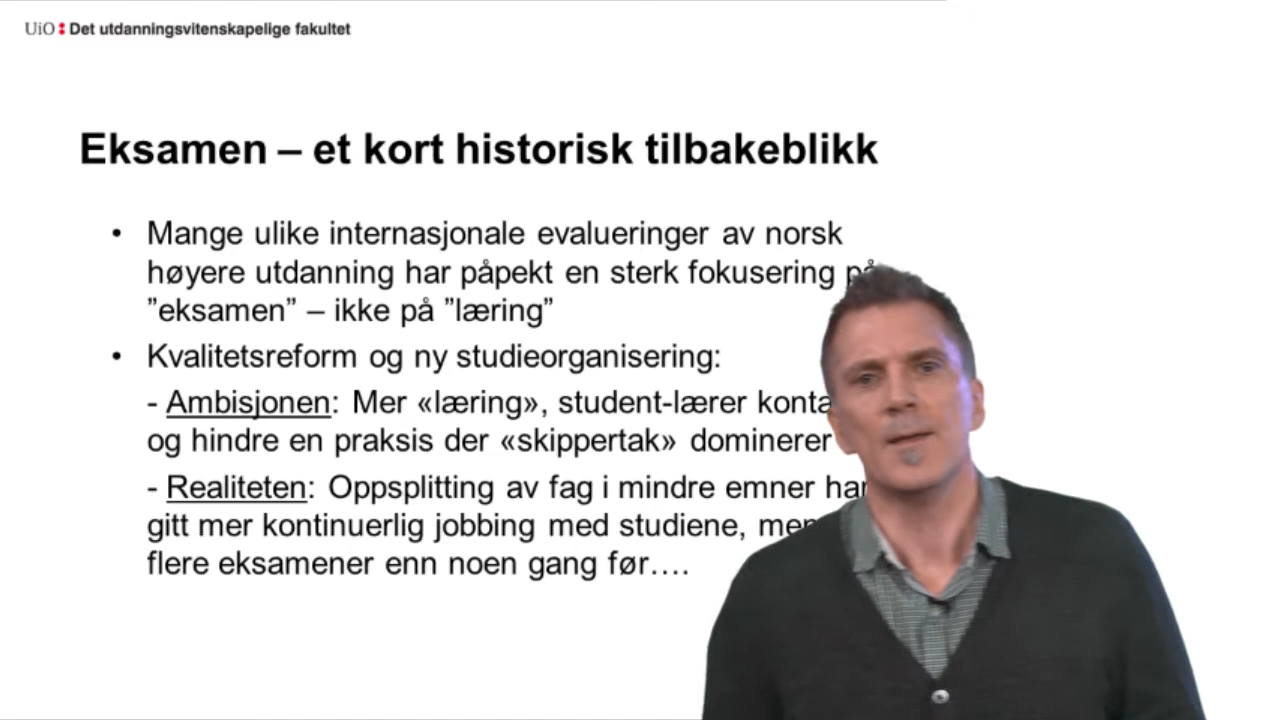 UiO Det utdanningsvitenskapelige fakultet
Eksamen – et kort historisk tilbakeblikk
• Mange ulike internasjonale evalueringer av norsk
høyere utdanning har påpekt en sterk fokusering på
”eksamen” – ikke på ”læring”
• Kvalitetsreform og ny studieorganisering:
- Ambisjonen: Mer «læring», student-lærer
og hindre en praksis der «skippertak» dominerer
- Realiteten: Oppsplitting av fag i mindre emner har
gitt mer kontinuerlig jobbing med studiene, men
flere eksamener enn noen gang før….